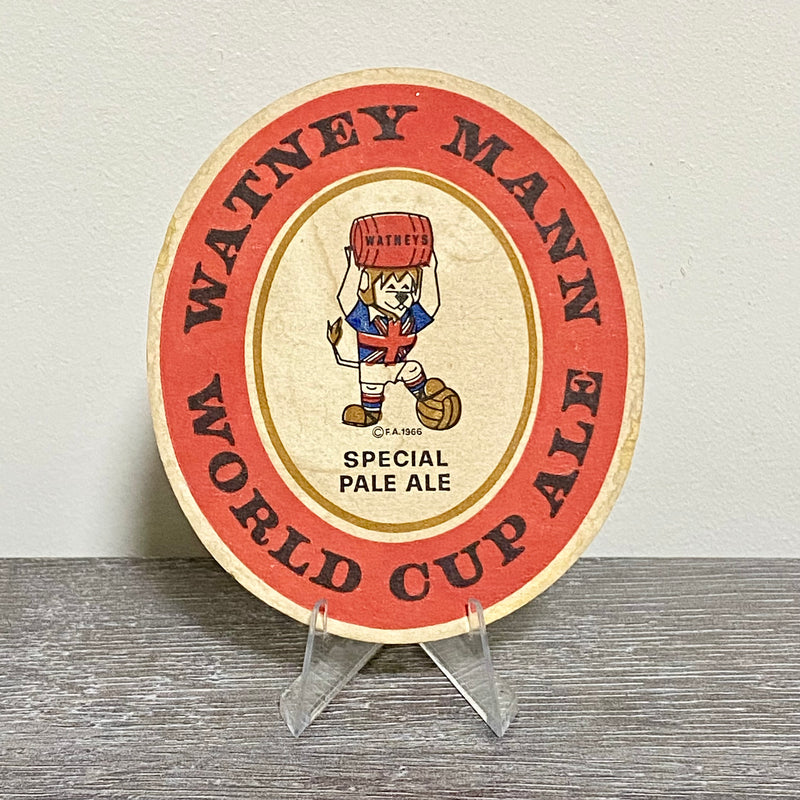 WATNEY MANN
WATNEYS
© F.A. 1966
SPECIAL
PALE ALE
WORLD CUP ALE